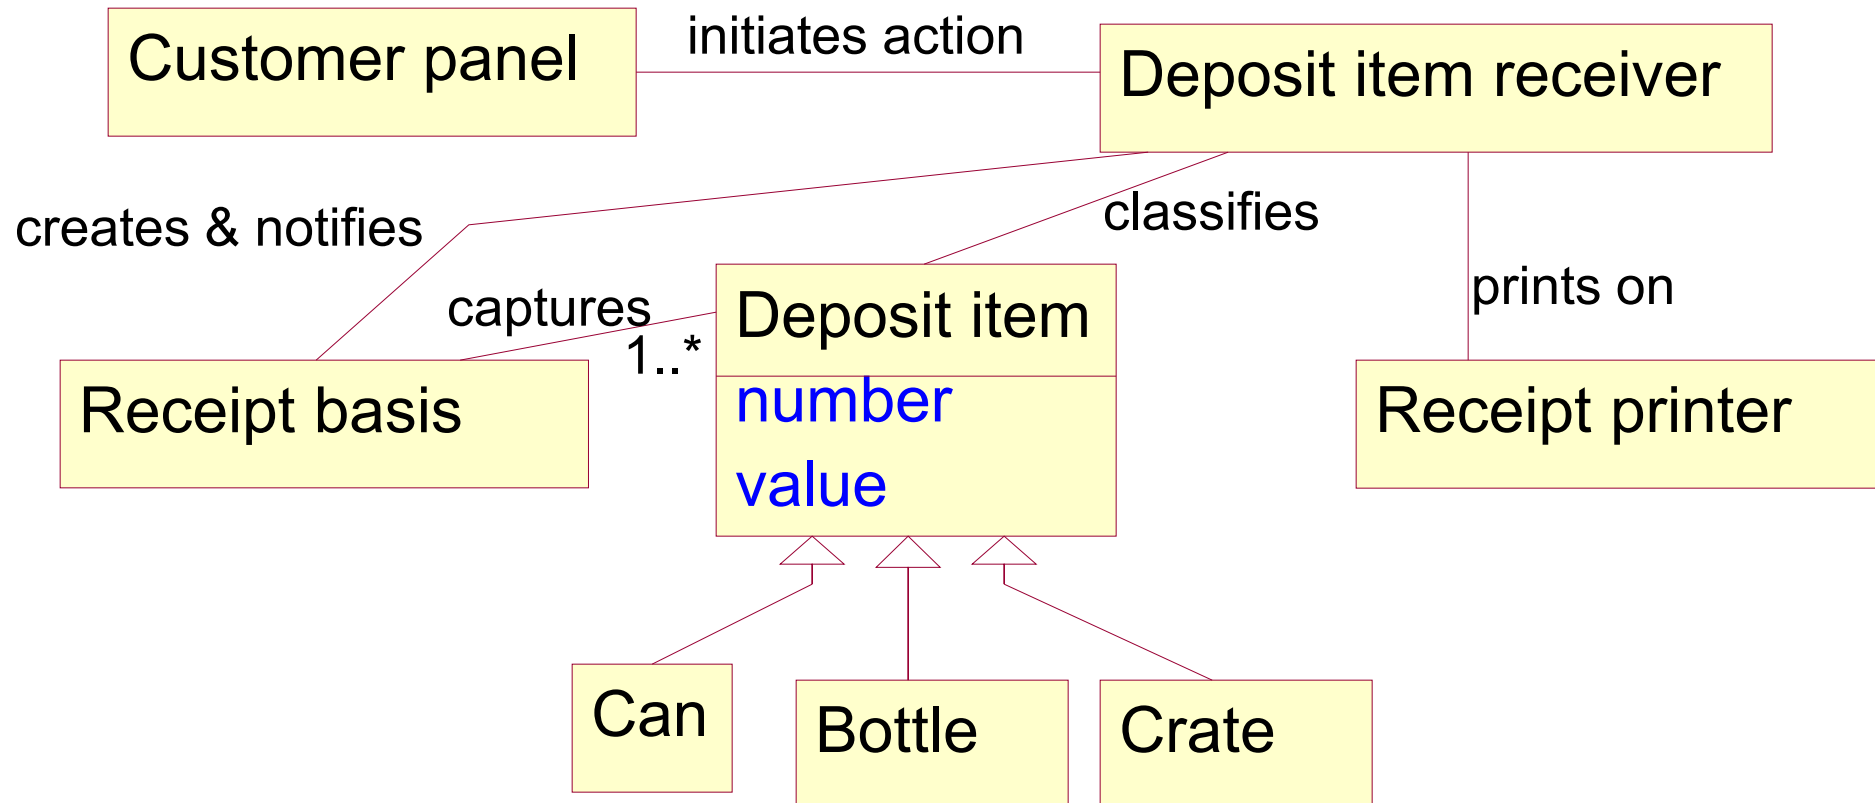 Customer panel
initiates action
Deposit item receiver
creates & notifies
classifies
captures
1..*
Deposit item
number
value
prints on
Receipt basis
Receipt printer
Can
Bottle
Crate